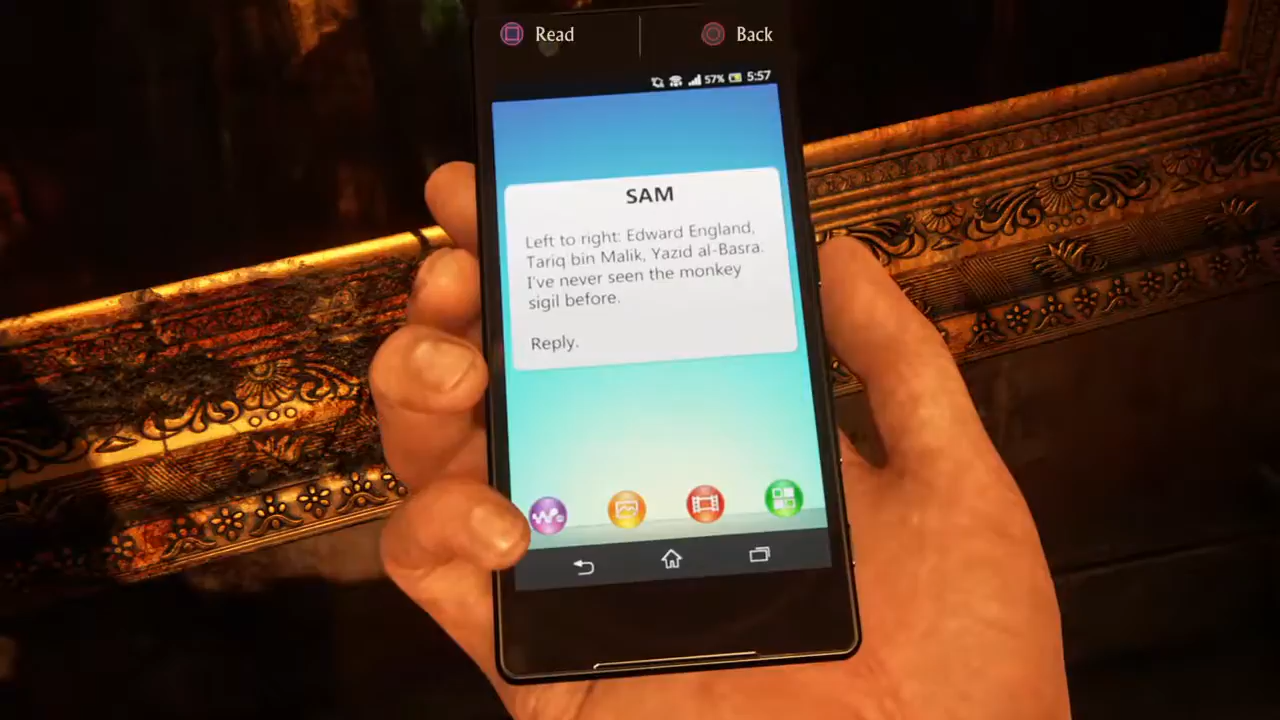 Read
Back
57% 5:57
SAM
Left to right: Edward England,
Tariq bin Malik, Yazid al-Basra.
I've never seen the monkey
sigil before.
Reply.